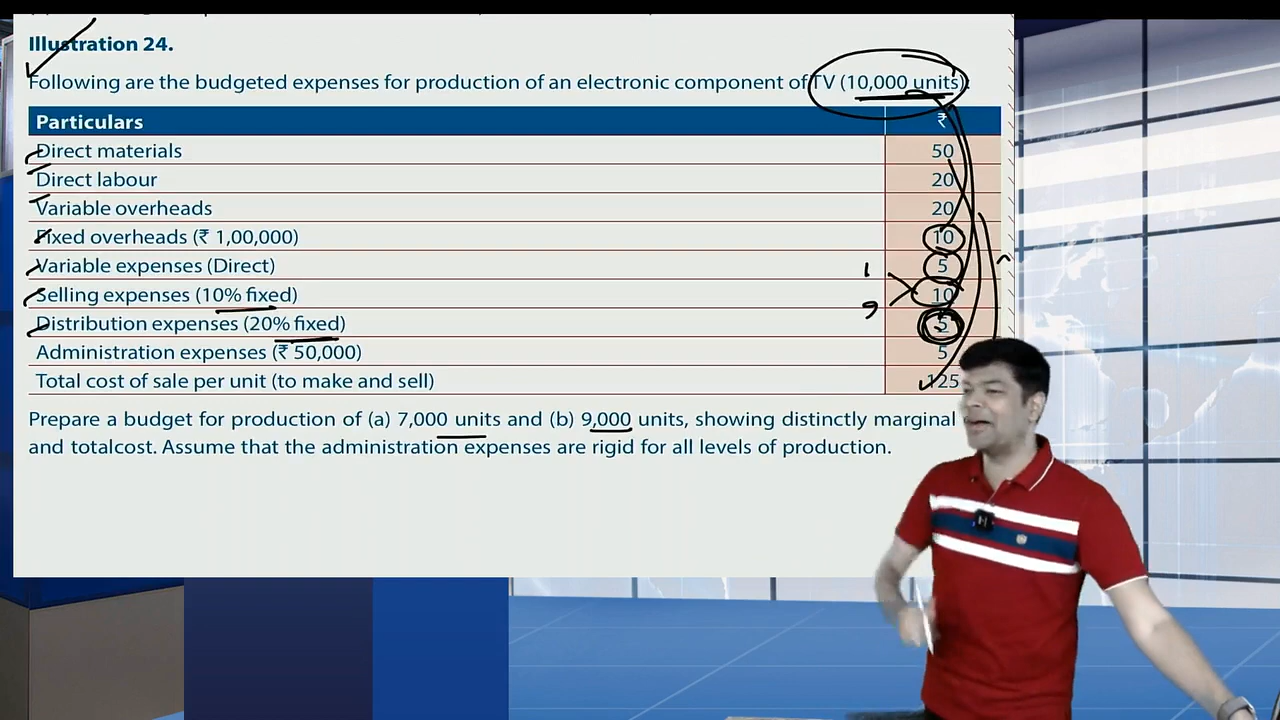 Illustration 24.
Following are the budgeted expenses for production of an electronic component of TV (10,000 units):
Particulars ₹
Direct materials 50
Direct labour 20
Variable overheads 20
Fixed overheads (₹ 1,00,000) 10
Variable expenses (Direct) 5
1
Selling expenses (10% fixed) 10
9
Distribution expenses (20% fixed) 5
Administration expenses (₹ 50,000) 5
Total cost of sale per unit (to make and sell) 125
Prepare a budget for production of (a) 7,000 units and (b) 9,000 units, showing distinctly marginal
and totalcost. Assume that the administration expenses are rigid for all levels of production.